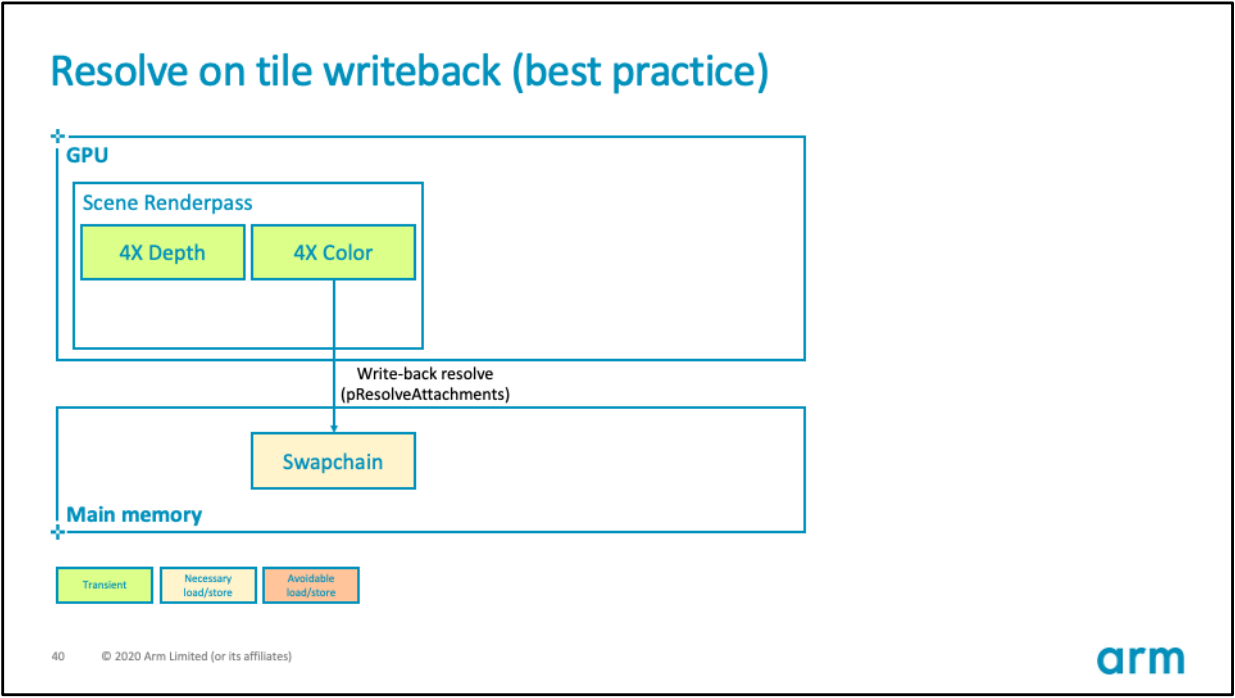 Resolve on tile writeback (best practice)
GPU
Scene Renderpass
4X Depth
4X Color
Write-back resolve
(pResolveAttachments)
Swapchain
Main memory
Transient
Necessary
load/store
Avoidable
load/store
40
© 2020 Arm Limited (or its affiliates)
arm